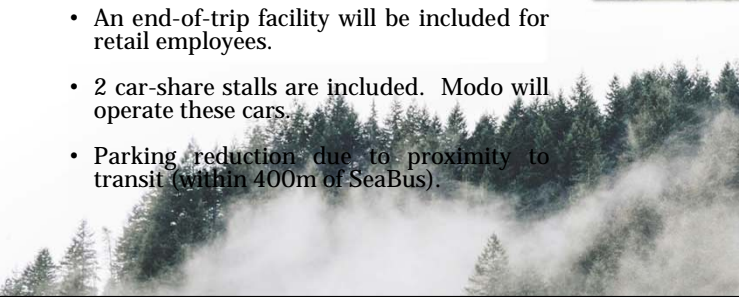 • An end-of-trip facility will be included for
retail employees.
• 2 car-share stalls are included. Modo will
operate these cars.
• Parking reduction due to proximity to
transit (within 400m of SeaBus).